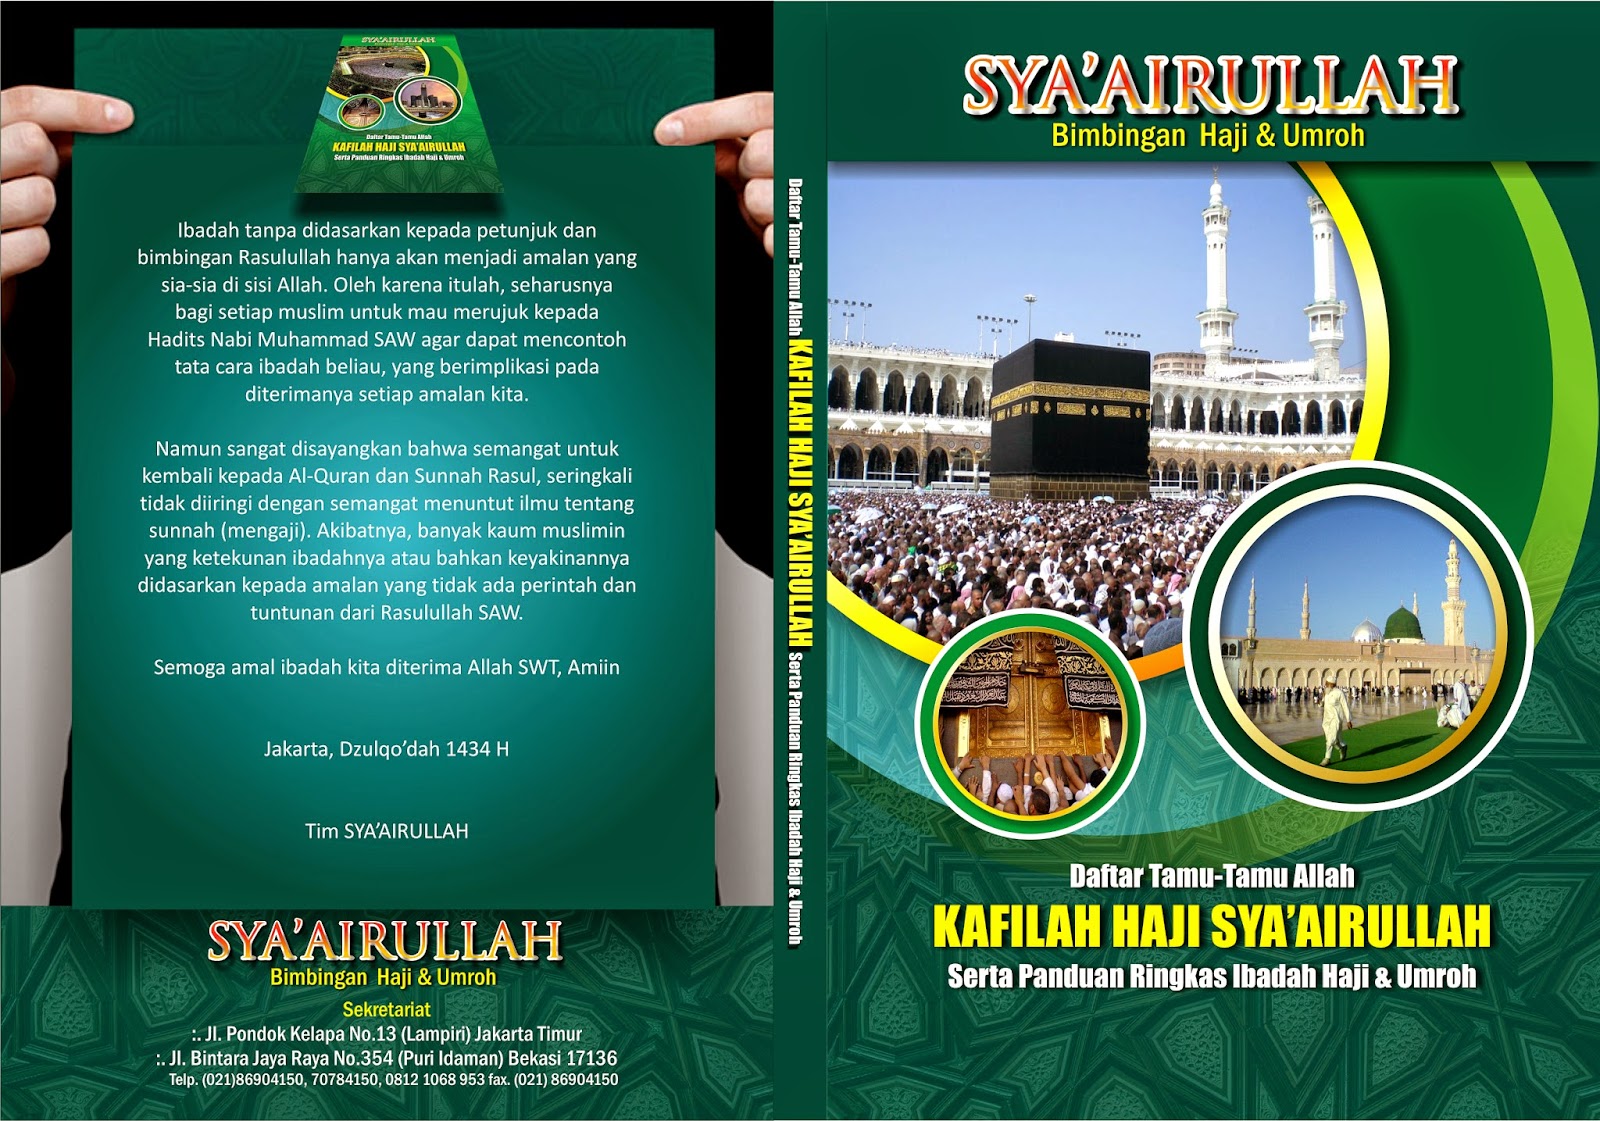 SYA'AIRULLAH
Daftar Tamu-Tamu Allah
KAFILAH HAJI SYA'AIRULLAH
Serta Panduan Ringkas Ibadah Haji & Umroh
Ibadah tanpa didasarkan kepada petunjuk dan
bimbingan Rasulullah hanya akan menjadi amalan yang
sia-sia di sisi Allah. Oleh karena itulah, seharusnya
bagi setiap muslim untuk mau merujuk kepada
Hadits Nabi Muhammad SAW agar dapat mencontoh
tata cara ibadah beliau, yang berimplikasi pada
diterimanya setiap amalan kita.
Namun sangat disayangkan bahwa semangat untuk
kembali kepada Al-Quran dan Sunnah Rasul, seringkali
tidak diiringi dengan semangat menuntut ilmu tentang
sunnah (mengaji). Akibatnya, banyak kaum muslimin
yang ketekunan ibadahnya atau bahkan keyakinannya
didasarkan kepada amalan yang tidak ada perintah dan
tuntunan dari Rasulullah SAW.
Semoga amal ibadah kita diterima Allah SWT, Amiin
Jakarta, Dzulqo'dah 1434 H
Tim SYA'AIRULLAH
SYA'AIRULLAH
Bimbingan Haji & Umroh
Sekretariat
:. Jl. Pondok Kelapa No.13 (Lampiri) Jakarta Timur
:. Jl. Bintara Jaya Raya No.354 (Puri Idaman) Bekasi 17136
Telp. (021)86904150, 70784150, 0812 1068 953 fax. (021) 86904150
Daftar Tamu-Tamu Allah KAFILAH HAJI SYA'AIRULLAH Serta Panduan Ringkas Ibadah Haji & Umroh
SYA'AIRULLAH
Bimbingan Haji & Umroh
Daftar Tamu-Tamu Allah
KAFILAH HAJI SYA'AIRULLAH
Serta Panduan Ringkas Ibadah Haji & Umroh